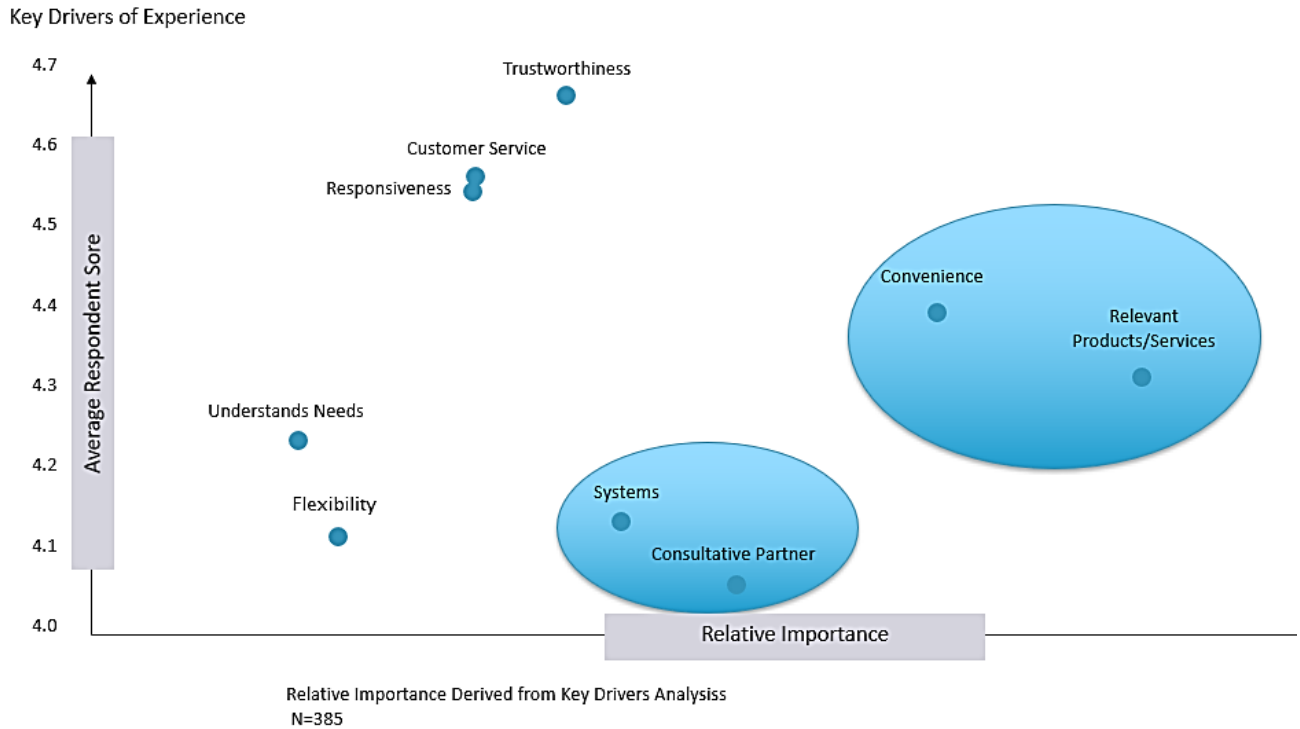 Key Drivers of Experience
4.7
Trustworthiness
4.6
Customer Service
Responsiveness
4.5
Average Respondent Sore
Convenience
4.4
Relevant
Products/Services
4.3
Understands Needs
4.2
Systems
Flexibility
4.1
Consultative Partner
4.0
Relative Importance
Relative Importance Derived from Key Drivers Analysiss
N=385